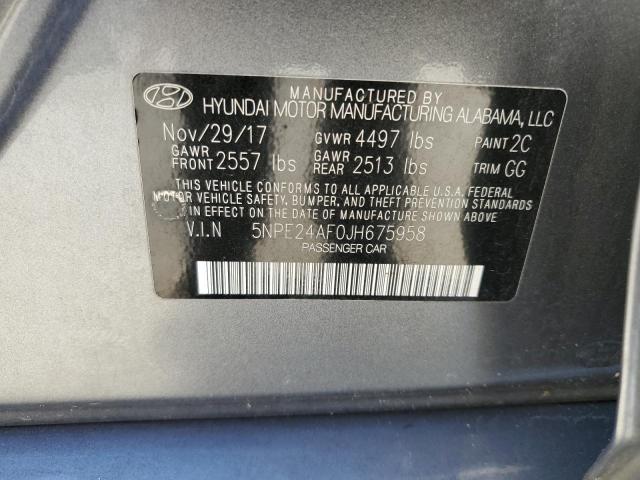 MANUFACTURED BY
HYUNDAI MOTOR MANUFACTURING ALABAMA, LLC
Nov/29/17 GVWR 4497 lbs PAINT 2C
GAWR FRONT 2557 lbs GAWR REAR 2513 lbs TRIM GG
THIS VEHICLE CONFORMS TO ALL APPLICABLE U.S.A. FEDERAL
MOTOR VEHICLE SAFETY, BUMPER, AND THEFT PREVENTION STANDARDS
IN EFFECT ON THE DATE OF MANUFACTURE SHOWN ABOVE.
V.I.N 5NPE24AF0JH675958
PASSENGER CAR